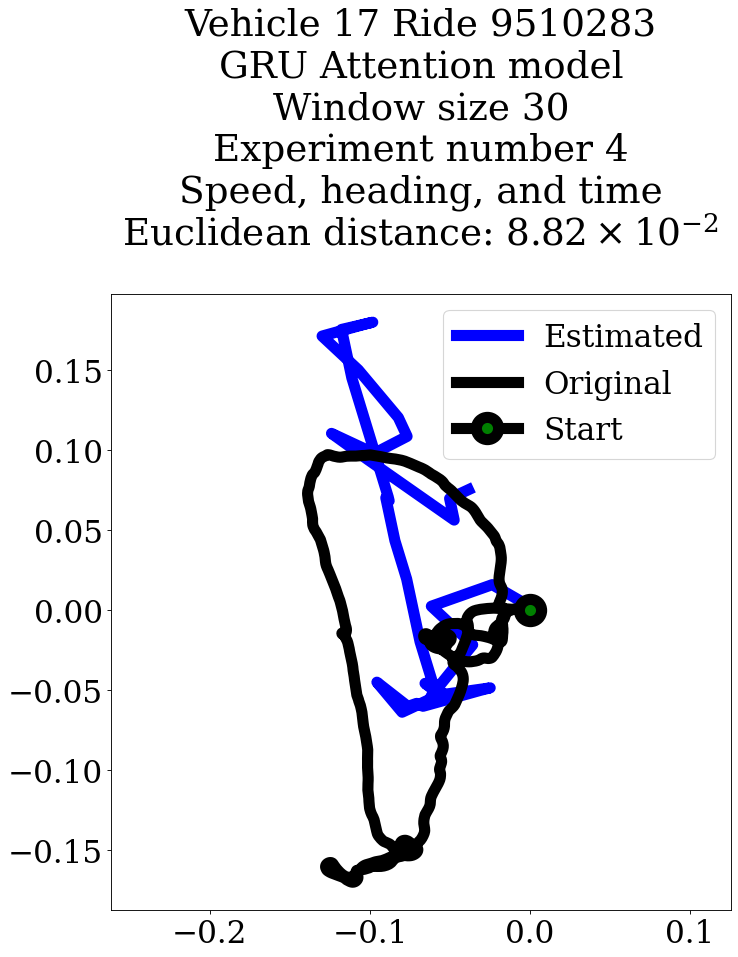 Vehicle 17 Ride 9510283
GRU Attention model
Window size 30
Experiment number 4
Speed, heading, and time
Euclidean distance: 8.82 × 10⁻²
Estimated
Original
Start
0.15
0.10
0.05
0.00
−0.05
−0.10
−0.15
−0.2 −0.1 0.0 0.1